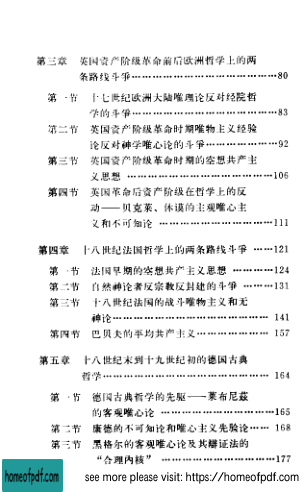 第三章 英国资产阶级革命前后欧洲哲学上的两
条路线斗争……………………………………80
第一节 十七世纪欧洲大陆唯理论反对经院哲
学的斗争……………………………………83
第二节 英国资产阶级革命时期唯物主义经验
论反对神学唯心论的斗争……………………92
第三节 英国资产阶级革命时期的空想共产主
义思想……………………………………106
第四节 英国革命后资产阶级在哲学上的反
动——贝克莱、休谟的主观唯心主
义和不可知论……………………………111
第四章 十八世纪法国哲学上的两条路线斗争……121
第一节 法国早期的空想共产主义思想…………124
第二节 自然神论者反宗教反封建的斗争………131
第三节 十八世纪法国的战斗唯物主义和无
神论……………………………………141
第四节 巴贝夫的平均共产主义…………………157
第五章 十八世纪末到十九世纪初的德国古典
哲学……………………………………164
第一节 德国古典哲学的先驱——莱布尼兹
的客观唯心论……………………………165
第二节 康德的不可知论和唯心主义先验论……168
第三节 黑格尔的客观唯心论及其辩证法的
“合理内核”……………………………177
homeofpdf.com
see more please visit: https://homeofpdf.com